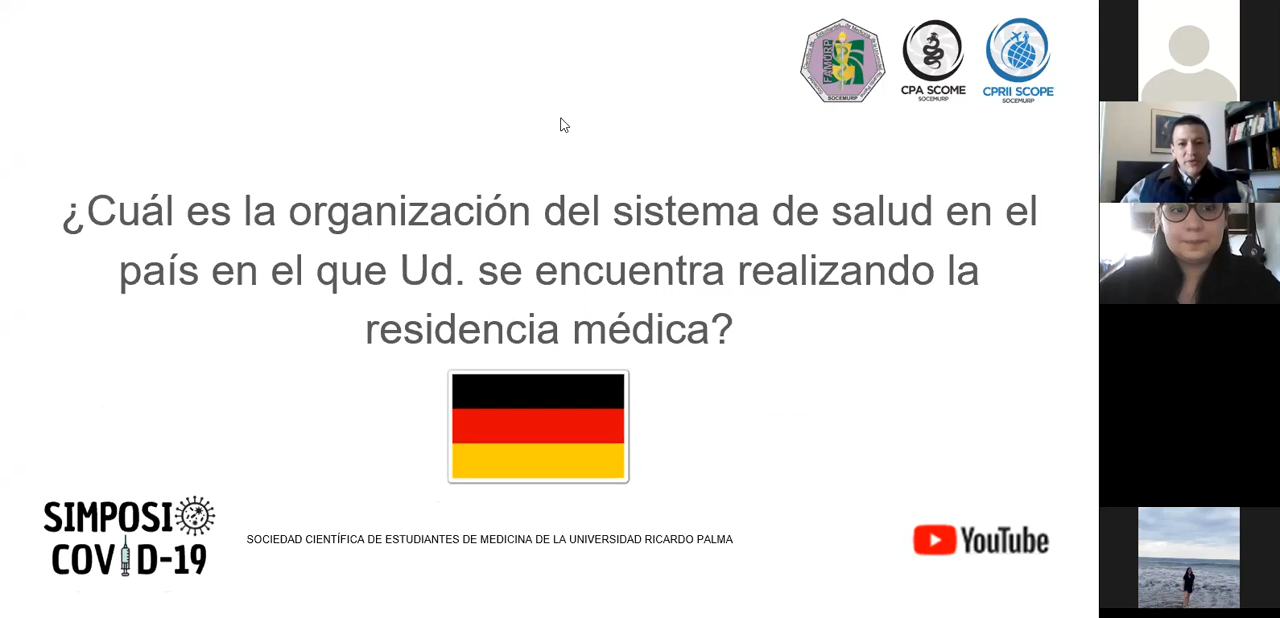 FAMURP
SOCEMURP
CPA SCOME
SOCEMURP
CPRII SCOPE
SOCEMURP
¿Cuál es la organización del sistema de salud en el
país en el que Ud. se encuentra realizando la
residencia médica?
SIMPOSIO
COVID-19
SOCIEDAD CIENTÍFICA DE ESTUDIANTES DE MEDICINA DE LA UNIVERSIDAD RICARDO PALMA
YouTube